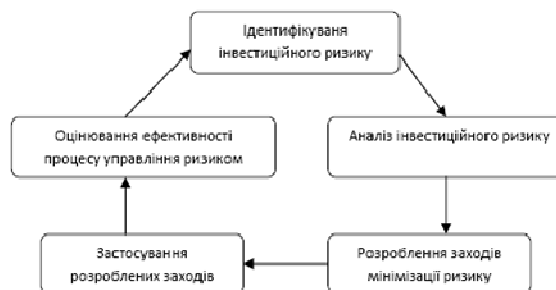 Ідентифікуваня
інвестиційного ризику
Оцінювання ефективності
процесу управління ризиком
Аналіз інвестиційного ризику
Застосування
розроблених заходів
Розроблення заходів
мінімізації ризику